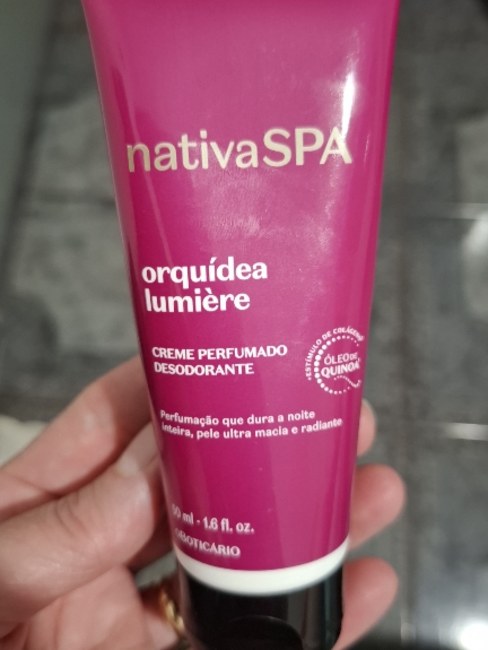 nativaSPA
orquídea
lumière
CREME PERFUMADO
DESODORANTE
ESTÍMULO DE COLÁGENO
ÓLEO DE
QUINOA
Perfumação que dura a noite
inteira, pele ultra macia e radiante
50 ml - 1.6 fl. oz.
oBOTICÁRIO